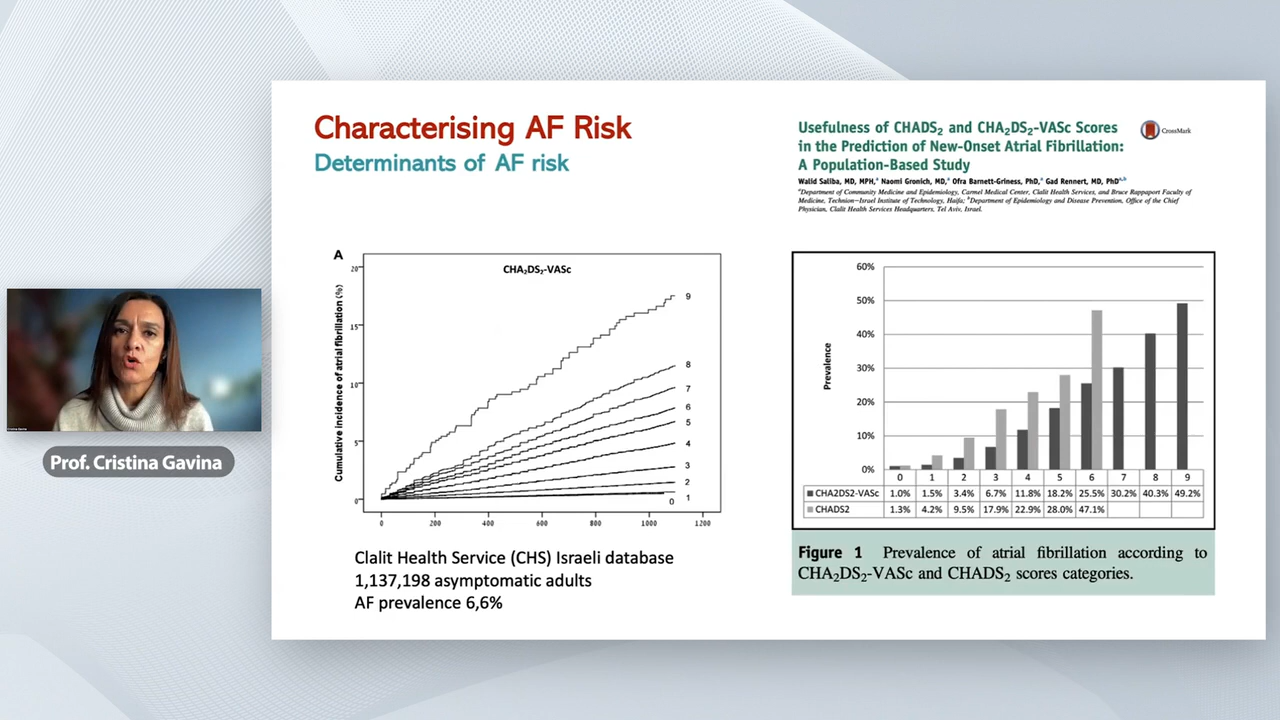 Characterising AF Risk
Determinants of AF risk
Usefulness of CHADS₂ and CHA₂DS₂-VASc Scores
in the Prediction of New-Onset Atrial Fibrillation:
A Population-Based Study
CrossMark
Walid Saliba, MD, MPH,ᵃ Naomi Gronich, MD,ᵃ Ofra Barnett-Griness, PhD,ᵃ Gad Rennert, MD, PhDᵃ,ᵇ
ᵃDepartment of Community Medicine and Epidemiology, Carmel Medical Center, Clalit Health Services, and Bruce Rappaport Faculty of
Medicine, Technion–Israel Institute of Technology, Haifa; ᵇDepartment of Epidemiology and Disease Prevention, Office of the Chief
Physician, Clalit Health Services Headquarters, Tel Aviv, Israel.
A
CHA₂DS₂-VASc
Cumulative incidence of atrial fibrillation (%)
20
15
10
5
0
9
8
7
6
5
4
3
2
1
0
0 200 400 600 800 1000 1200
Clalit Health Service (CHS) Israeli database
1,137,198 asymptomatic adults
AF prevalence 6,6%
Prevalence
60%
50%
40%
30%
20%
10%
0%
0 1 2 3 4 5 6 7 8 9
CHA2DS2-VASc 1.0% 1.5% 3.4% 6.7% 11.8% 18.2% 25.5% 30.2% 40.3% 49.2%
CHADS2 1.3% 4.2% 9.5% 17.9% 22.9% 28.0% 47.1%
Figure 1 Prevalence of atrial fibrillation according to
CHA₂DS₂-VASc and CHADS₂ scores categories.
Prof. Cristina Gavina